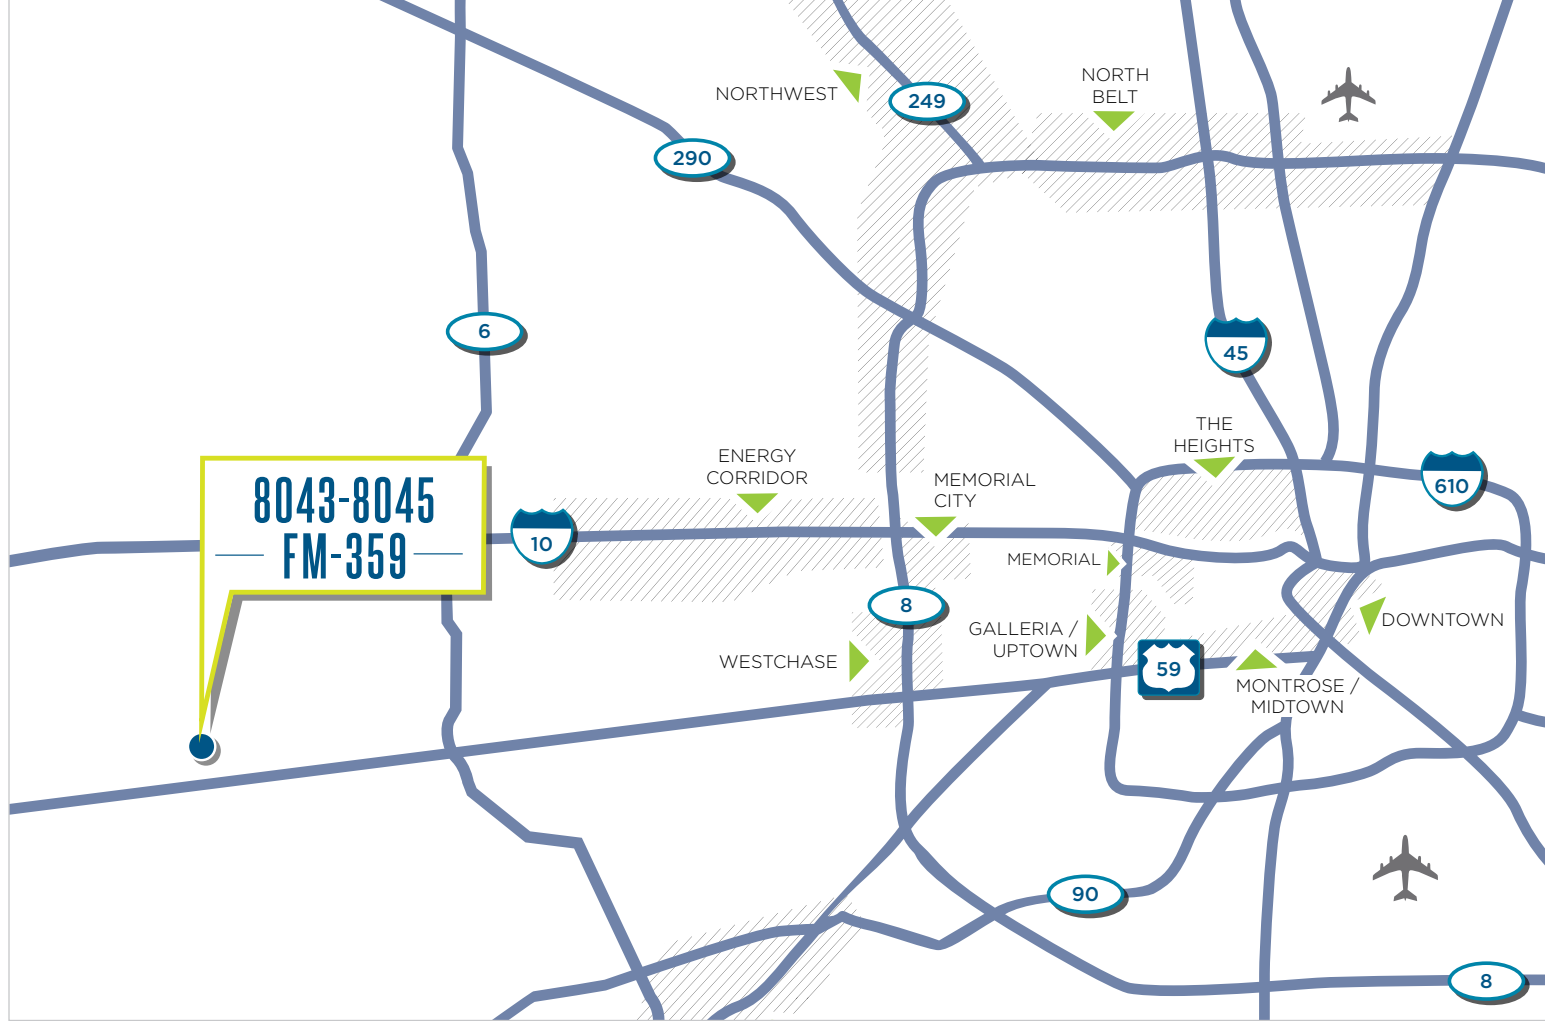 NORTH
BELT
NORTHWEST
249
290
6
45
THE
HEIGHTS
ENERGY
CORRIDOR
MEMORIAL
CITY
610
8043-8045
FM-359
10
MEMORIAL
8
GALLERIA /
UPTOWN
DOWNTOWN
WESTCHASE
59
MONTROSE /
MIDTOWN
90
8